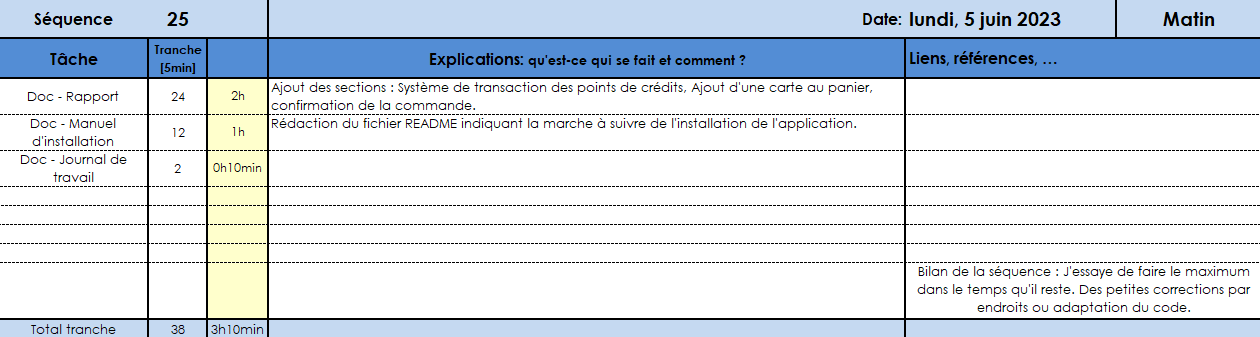 Séquence 25 Date: lundi, 5 juin 2023 Matin
Tâche Tranche [5min] Explications: qu'est-ce qui se fait et comment ? Liens, références, …
Doc - Rapport 24 2h Ajout des sections : Système de transaction des points de crédits, Ajout d'une carte au panier,
confirmation de la commande.
Doc - Manuel
d'installation 12 1h Rédaction du fichier README indiquant la marche à suivre de l'installation de l'application.
Doc - Journal de
travail 2 0h10min
Bilan de la séquence : J'essaye de faire le maximum
dans le temps qu'il reste. Des petites corrections par
endroits ou adaptation du code.
Total tranche 38 3h10min